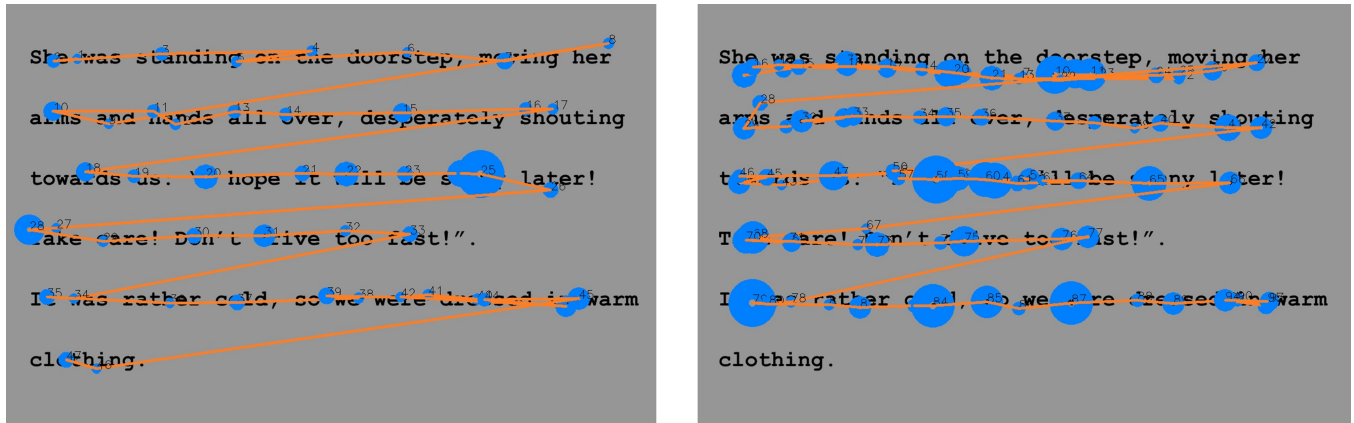 She was standing on the doorstep, moving her
arms and hands all over, desperately shouting
towards us: "I hope it will be sunny later!
Take care! Don't drive too fast!”.
It was rather cold, so we were dressed in warm
clothing.
She was standing on the doorstep, moving her
arms and hands all over, desperately shouting
towards us: "I hope it will be sunny later!
Take care! Don't drive too fast!”.
It was rather cold, so we were dressed in warm
clothing.